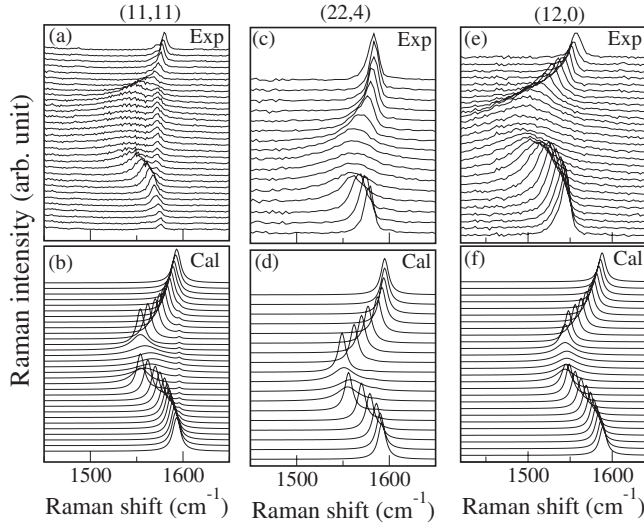 (11,11) (22,4) (12,0)
(a) Exp (c) Exp (e) Exp
Raman intensity (arb. unit)
(b) Cal (d) Cal (f) Cal
1500 1600 1500 1600 1500 1600
Raman shift (cm⁻¹) Raman shift (cm⁻¹) Raman shift (cm⁻¹)